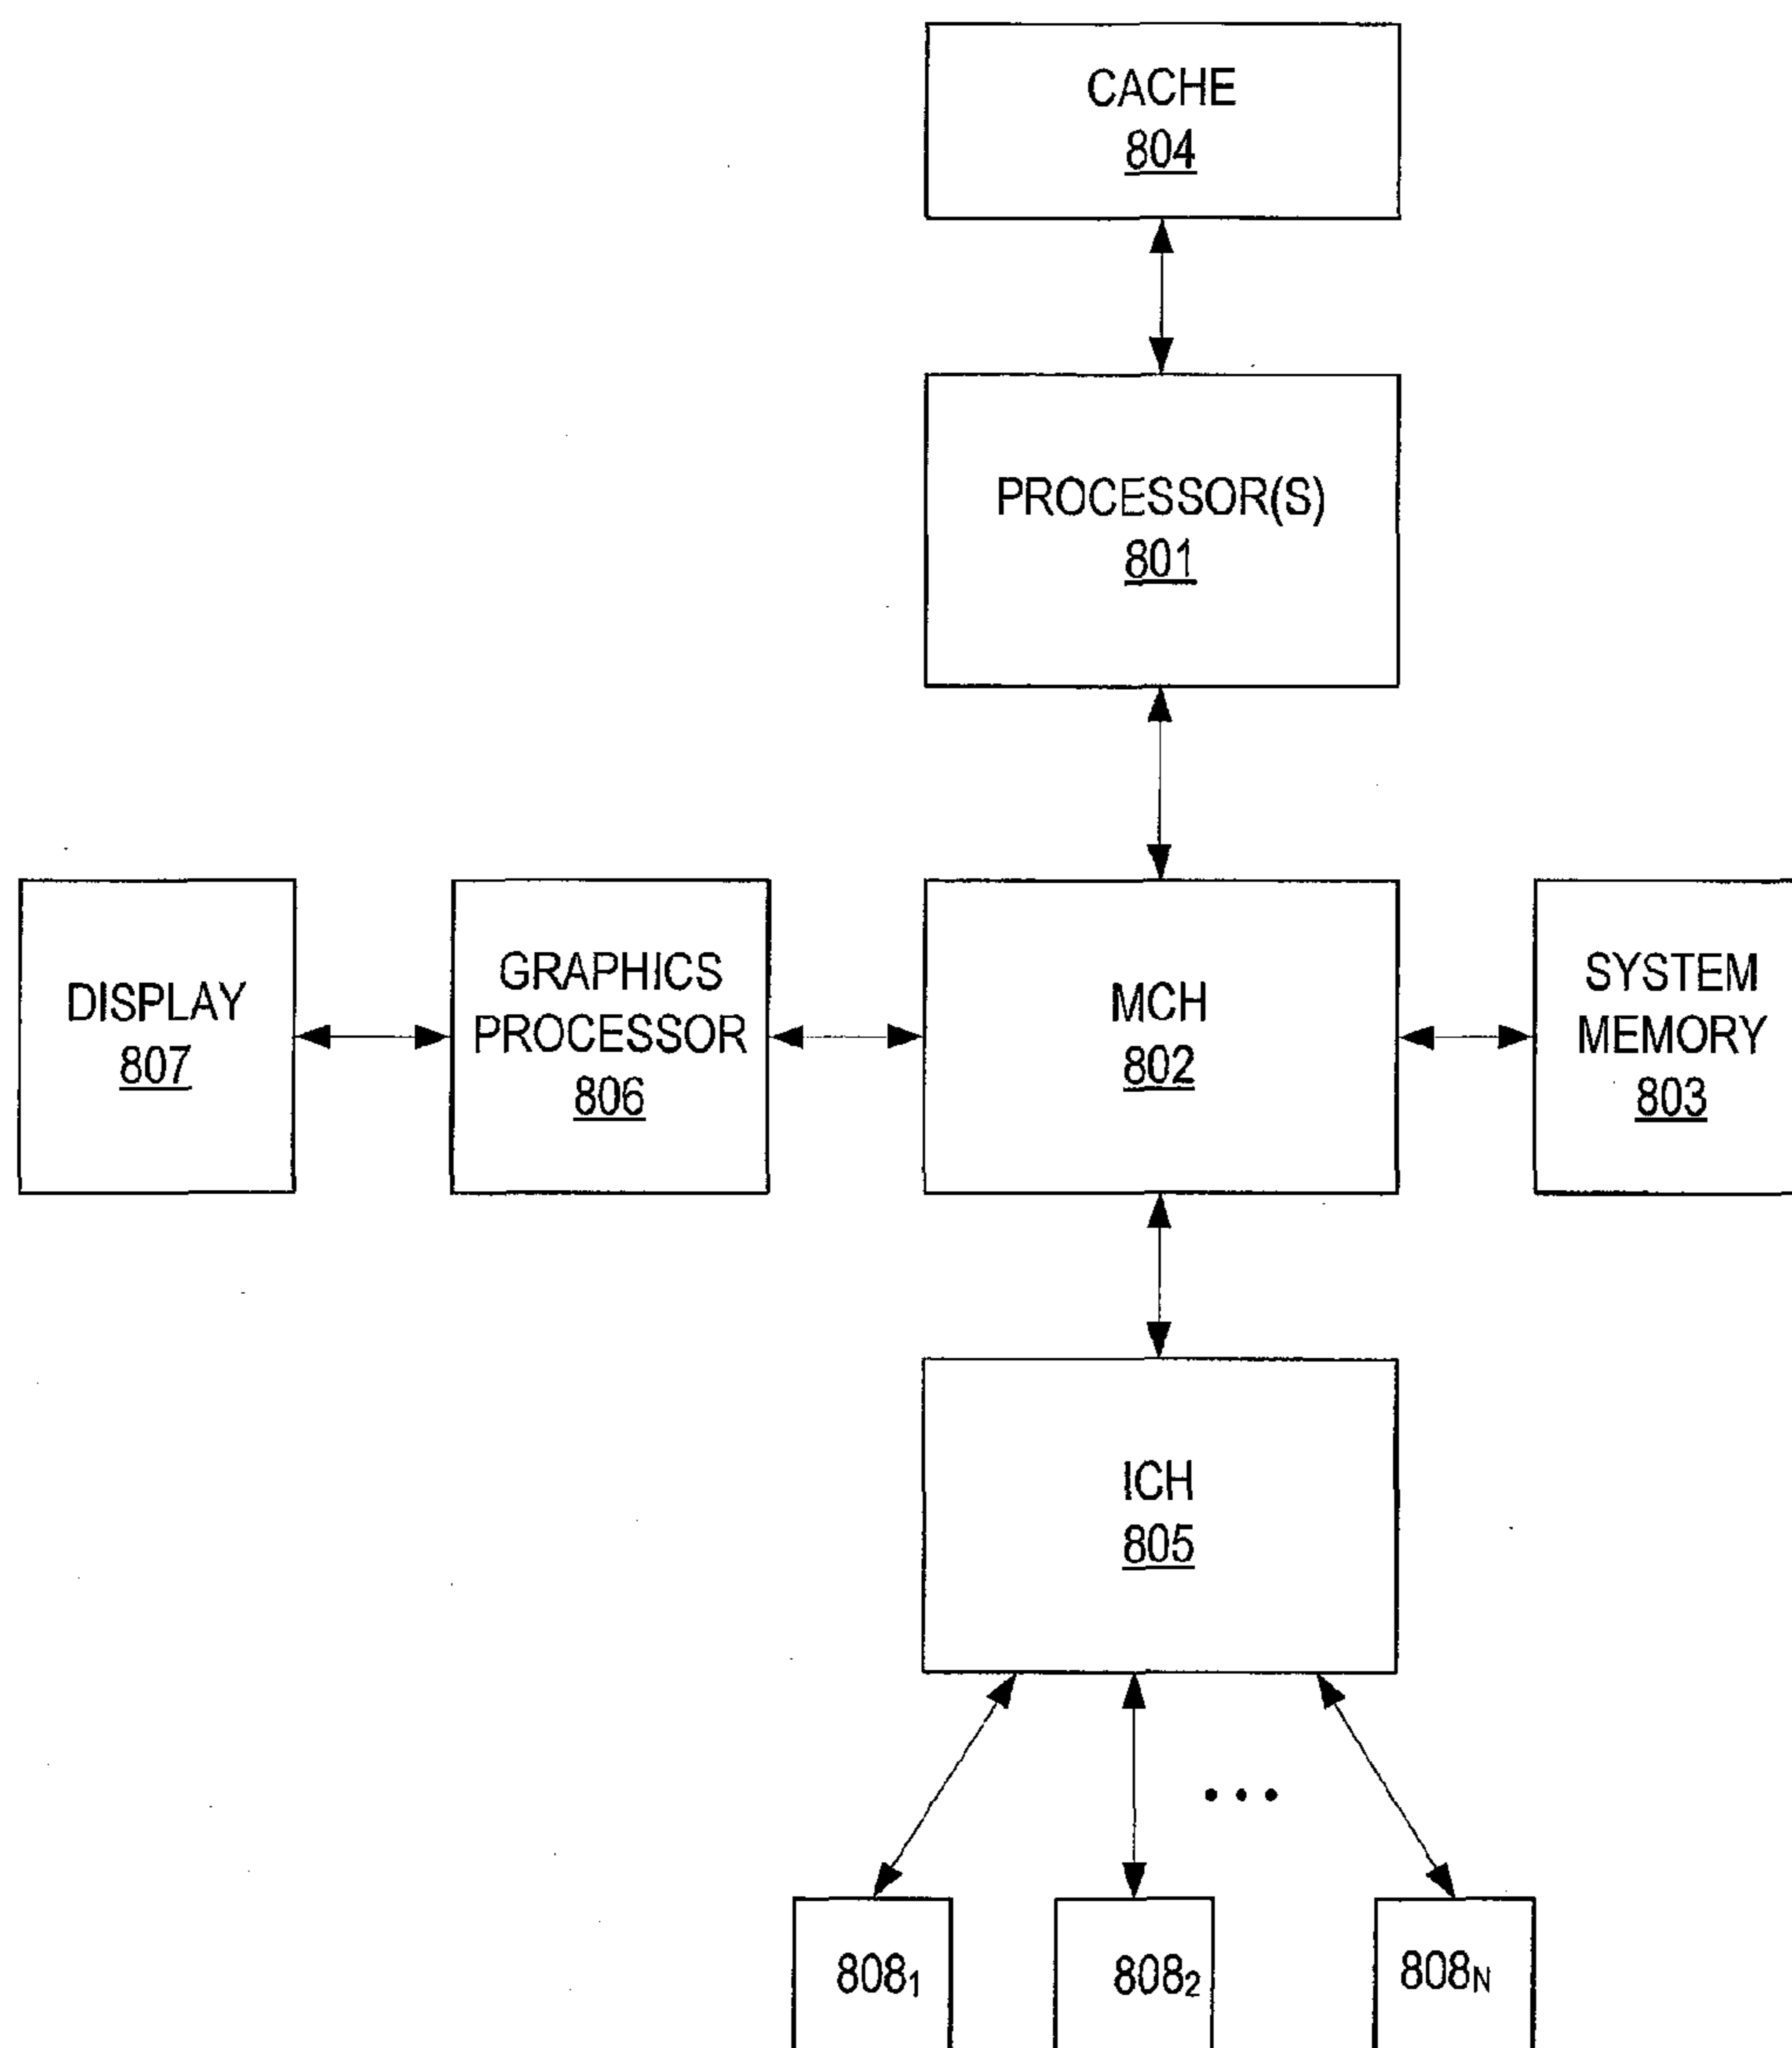 CACHE
804
PROCESSOR(S)
801
DISPLAY
807
GRAPHICS
PROCESSOR
806
MCH
802
SYSTEM
MEMORY
803
ICH
805
• • •
808₁
808₂
808N